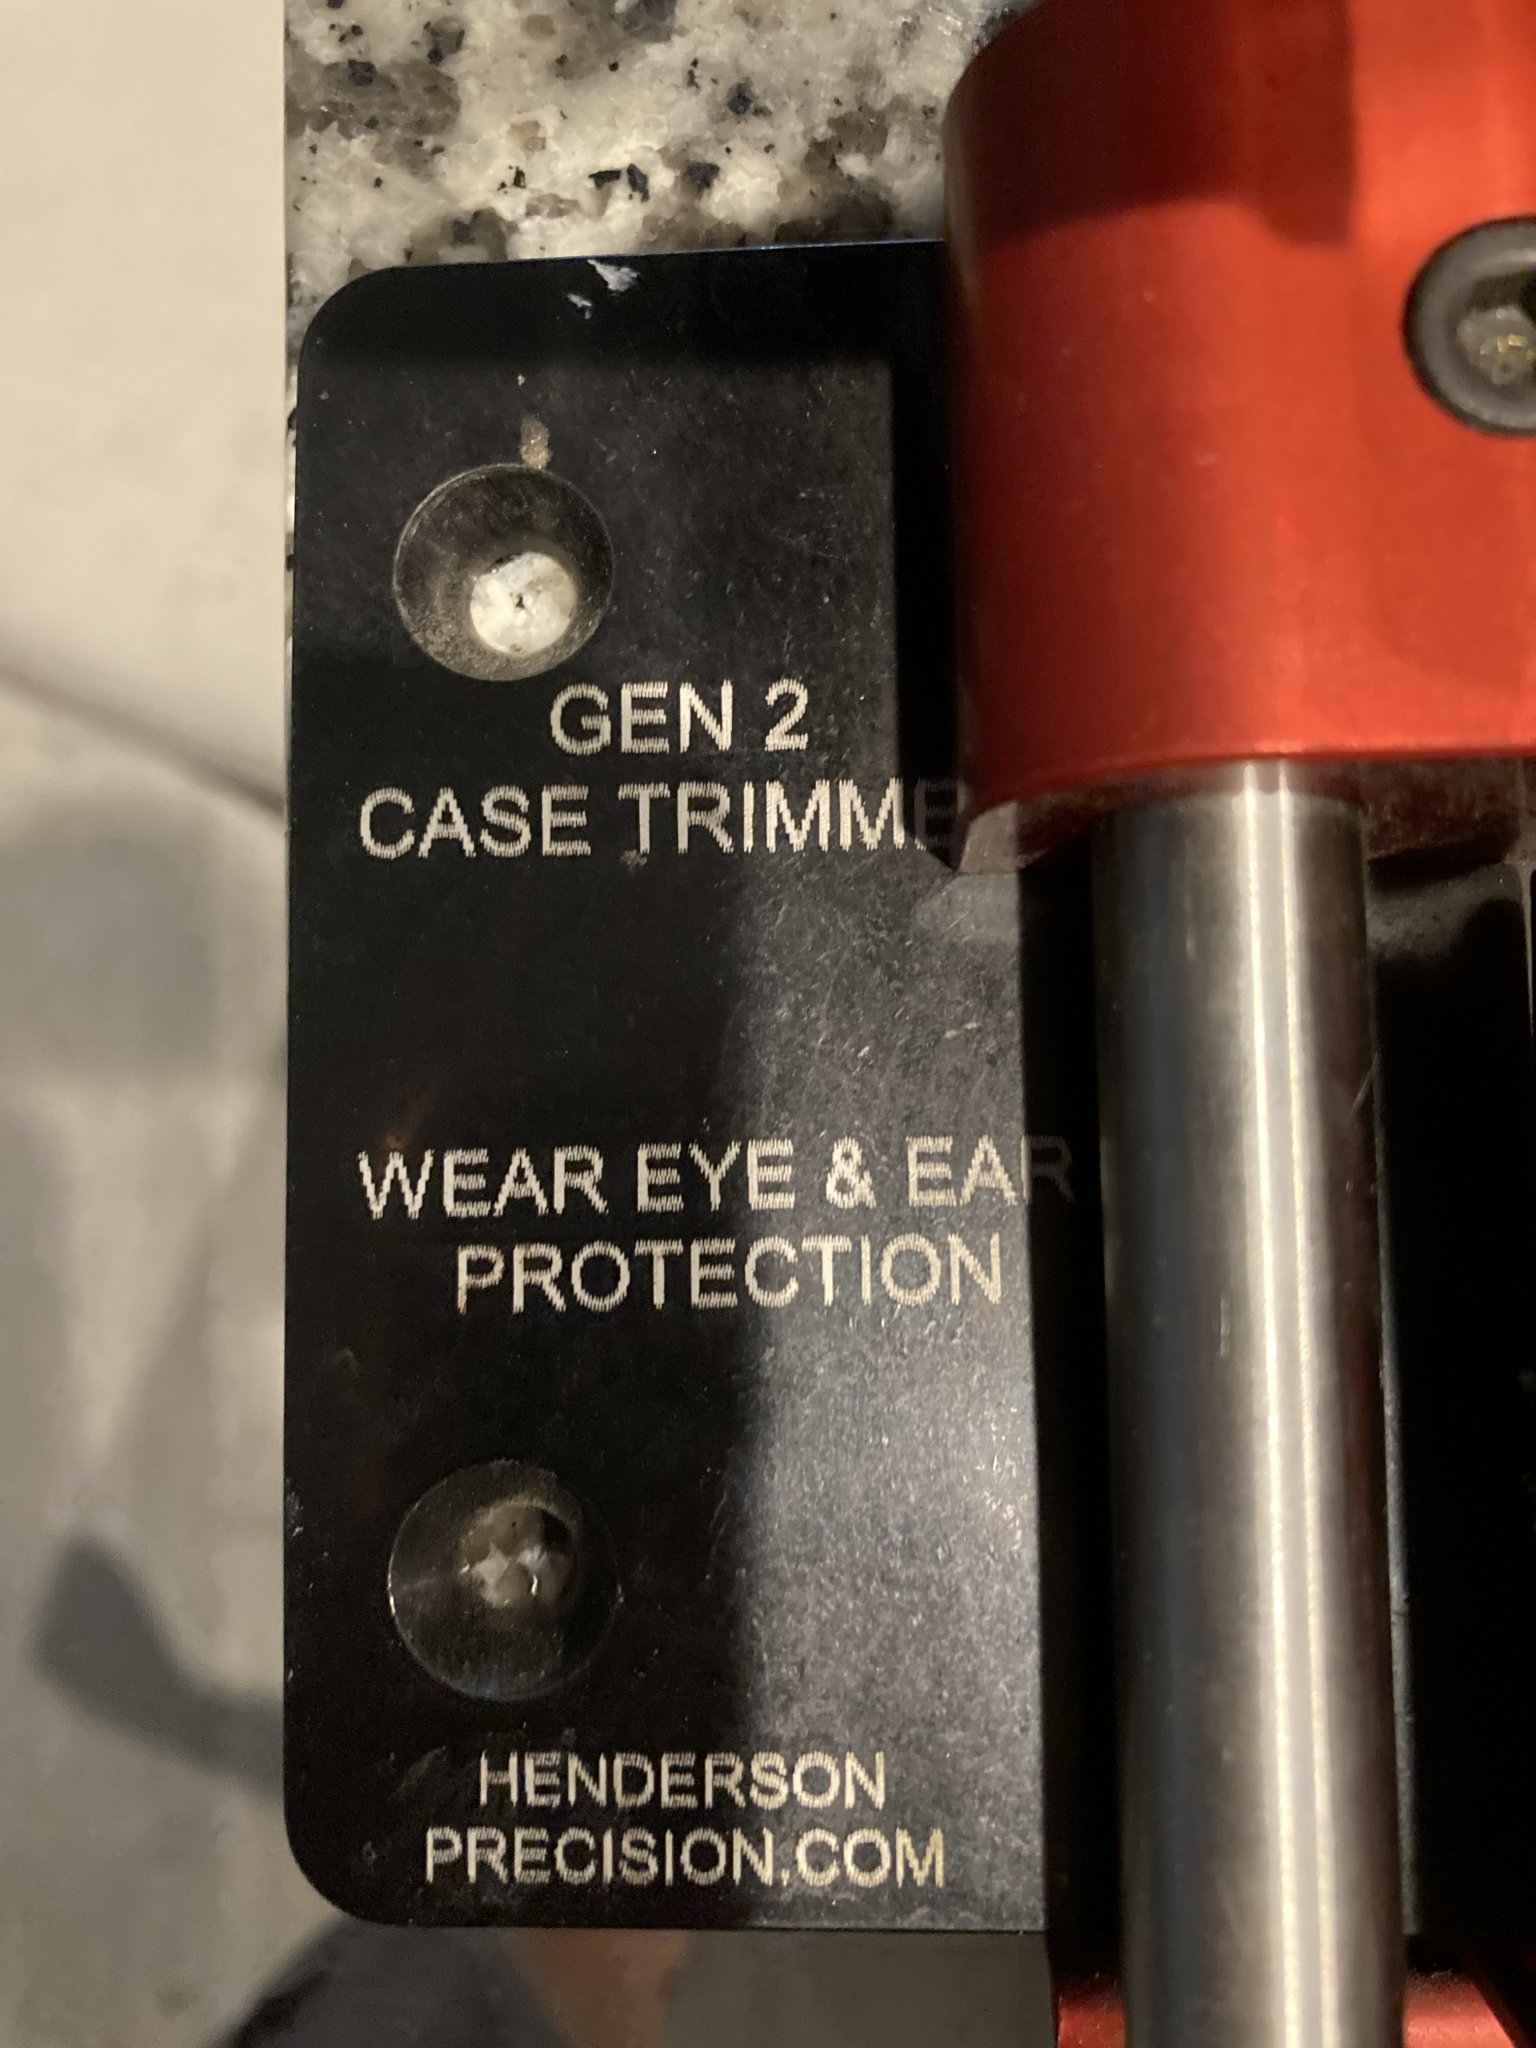 GEN 2
CASE TRIMME
WEAR EYE & EAR
PROTECTION
HENDERSON
PRECISION.COM